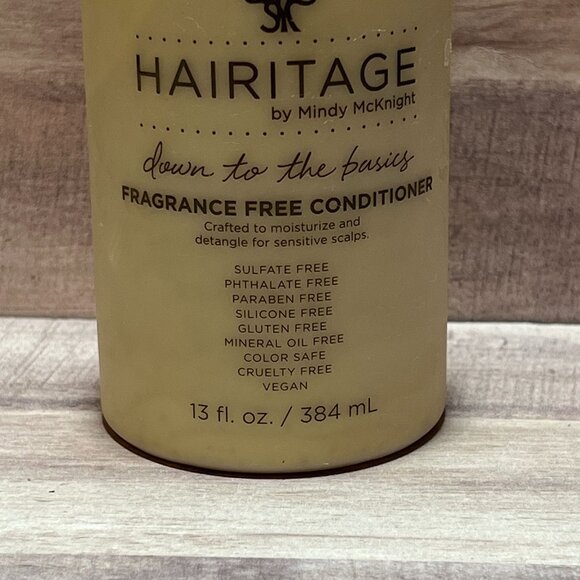 HAIRITAGE
by Mindy McKnight
down to the basics
FRAGRANCE FREE CONDITIONER
Crafted to moisturize and
detangle for sensitive scalps.
SULFATE FREE
PHTHALATE FREE
PARABEN FREE
SILICONE FREE
GLUTEN FREE
MINERAL OIL FREE
COLOR SAFE
CRUELTY FREE
VEGAN
13 fl. oz. / 384 mL